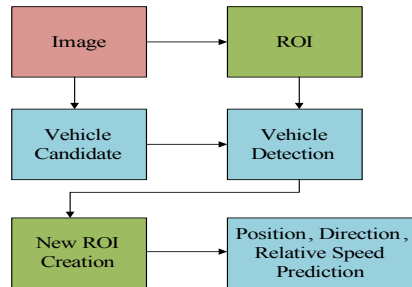 Image
ROI
Vehicle
Candidate
Vehicle
Detection
New ROI
Creation
Position, Direction,
Relative Speed
Prediction